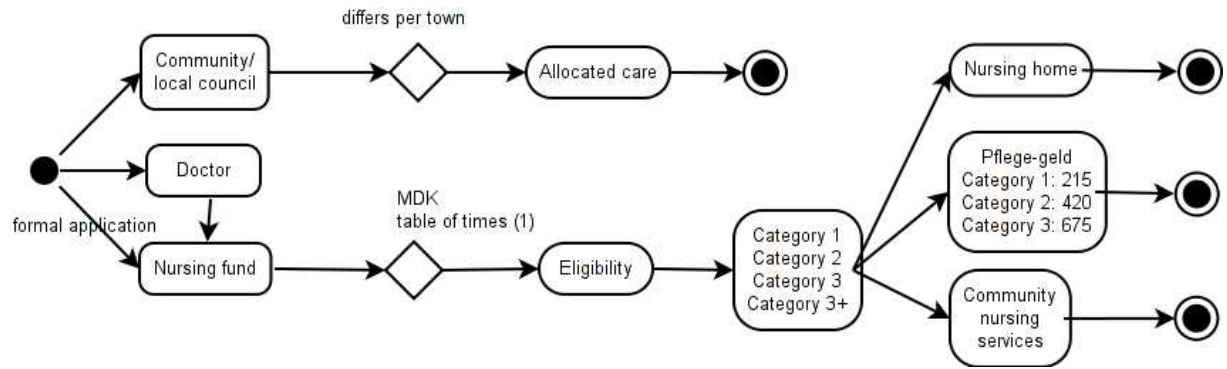 differs per town
Community/
local council
Allocated care
Nursing home
Doctor
formal application
Nursing fund
MDK
table of times (1)
Eligibility
Category 1
Category 2
Category 3
Category 3+
Pflege-geld
Category 1: 215
Category 2: 420
Category 3: 675
Community
nursing
services